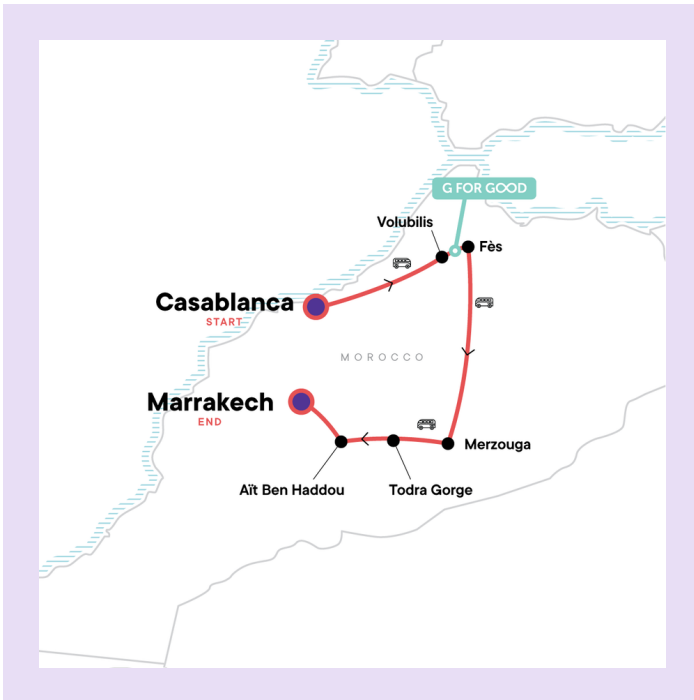 G FOR GOOD
Volubilis
Fès
Casablanca
START
MOROCCO
Marrakech
END
Merzouga
Aït Ben Haddou
Todra Gorge